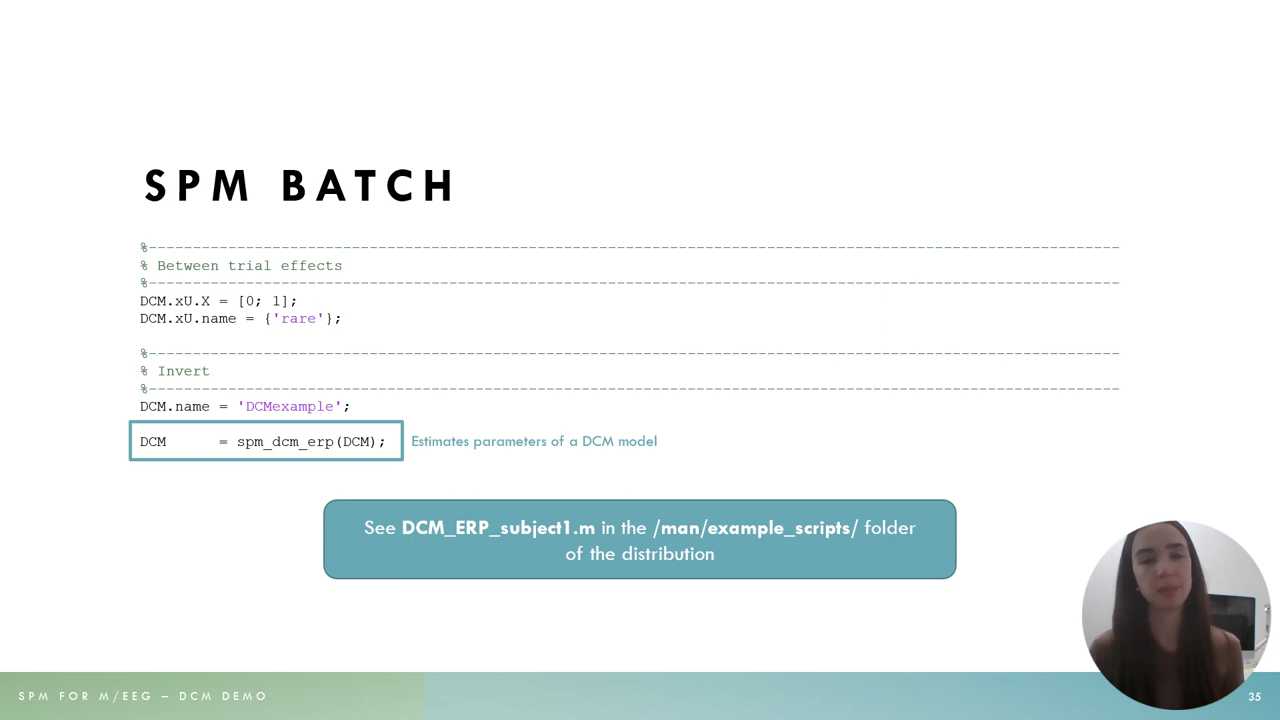 SPM BATCH
%--------------------------------------------------------------------------------------------------------------
% Between trial effects
%--------------------------------------------------------------------------------------------------------------
DCM.xU.X = [0; 1];
DCM.xU.name = {'rare'};
%--------------------------------------------------------------------------------------------------------------
% Invert
%--------------------------------------------------------------------------------------------------------------
DCM.name = 'DCMexample';
DCM      = spm_dcm_erp(DCM); Estimates parameters of a DCM model
See DCM_ERP_subject1.m in the /man/example_scripts/ folder
of the distribution
SPM FOR M/EEG – DCM DEMO
35